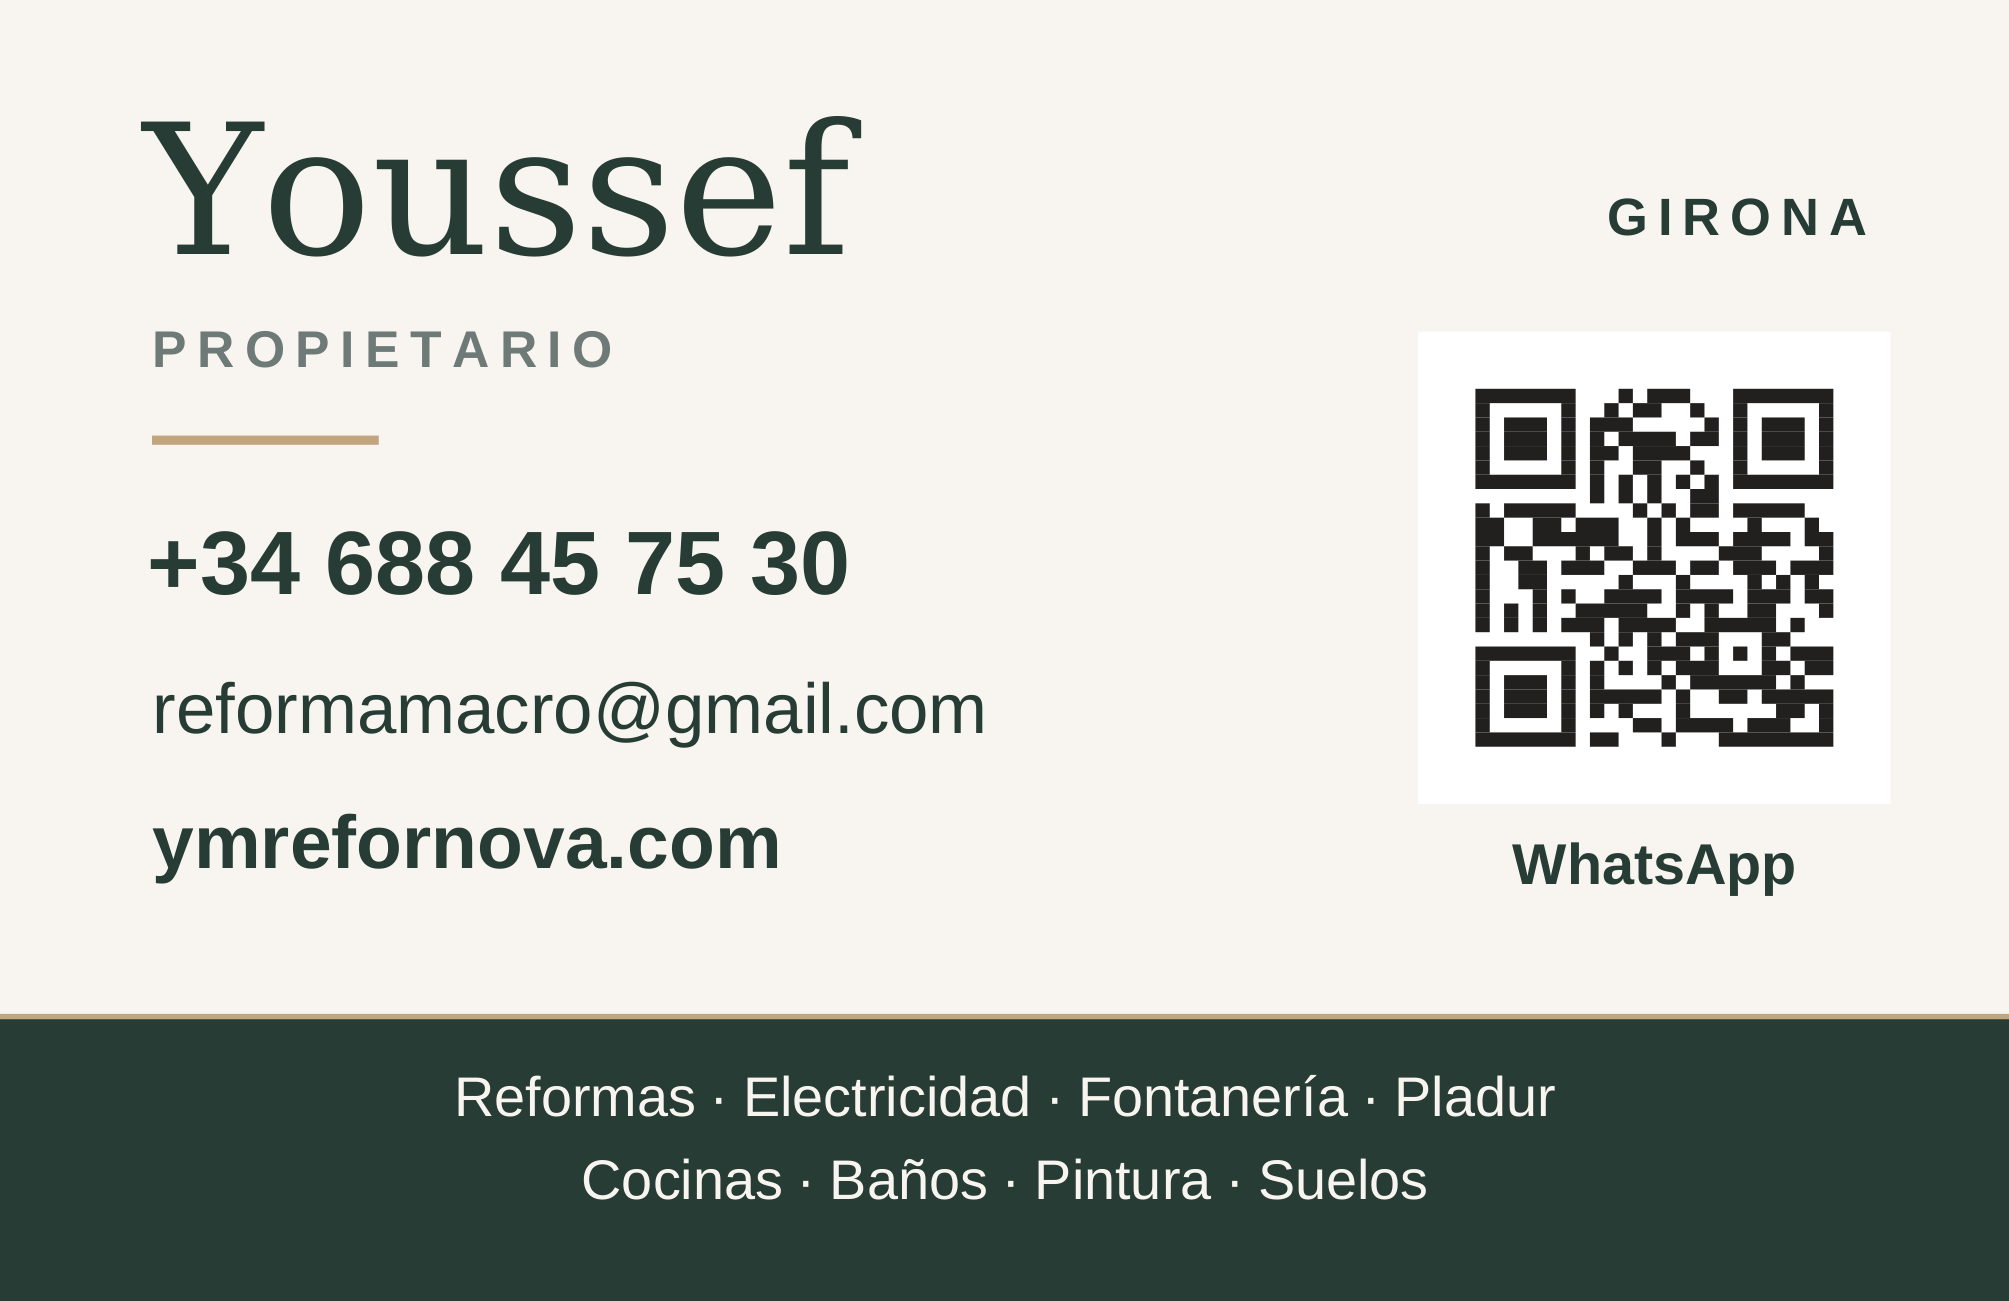 Youssef
GIRONA
PROPIETARIO
+34 688 45 75 30
reformamacro@gmail.com
ymrefornova.com
WhatsApp
Reformas · Electricidad · Fontanería · Pladur
Cocinas · Baños · Pintura · Suelos